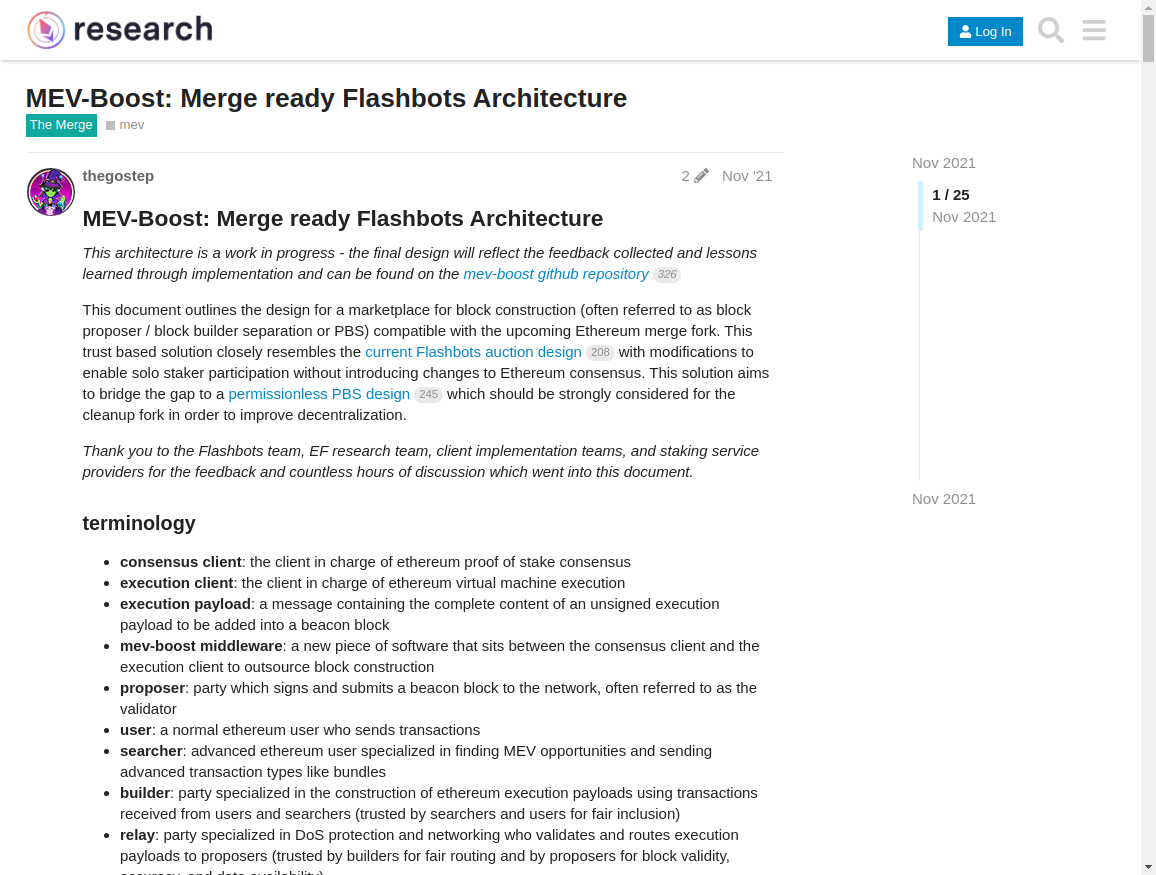 research
Log In
MEV-Boost: Merge ready Flashbots Architecture
The Merge mev
thegostep 2 Nov '21
MEV-Boost: Merge ready Flashbots Architecture
This architecture is a work in progress - the final design will reflect the feedback collected and lessons
learned through implementation and can be found on the mev-boost github repository 326
This document outlines the design for a marketplace for block construction (often referred to as block
proposer / block builder separation or PBS) compatible with the upcoming Ethereum merge fork. This
trust based solution closely resembles the current Flashbots auction design 208 with modifications to
enable solo staker participation without introducing changes to Ethereum consensus. This solution aims
to bridge the gap to a permissionless PBS design 245 which should be strongly considered for the
cleanup fork in order to improve decentralization.
Thank you to the Flashbots team, EF research team, client implementation teams, and staking service
providers for the feedback and countless hours of discussion which went into this document.
terminology
• consensus client: the client in charge of ethereum proof of stake consensus
• execution client: the client in charge of ethereum virtual machine execution
• execution payload: a message containing the complete content of an unsigned execution
payload to be added into a beacon block
• mev-boost middleware: a new piece of software that sits between the consensus client and the
execution client to outsource block construction
• proposer: party which signs and submits a beacon block to the network, often referred to as the
validator
• user: a normal ethereum user who sends transactions
• searcher: advanced ethereum user specialized in finding MEV opportunities and sending
advanced transaction types like bundles
• builder: party specialized in the construction of ethereum execution payloads using transactions
received from users and searchers (trusted by searchers and users for fair inclusion)
• relay: party specialized in DoS protection and networking who validates and routes execution
payloads to proposers (trusted by builders for fair routing and by proposers for block validity,
accuracy, and data availability)
Nov 2021
1 / 25
Nov 2021
Nov 2021